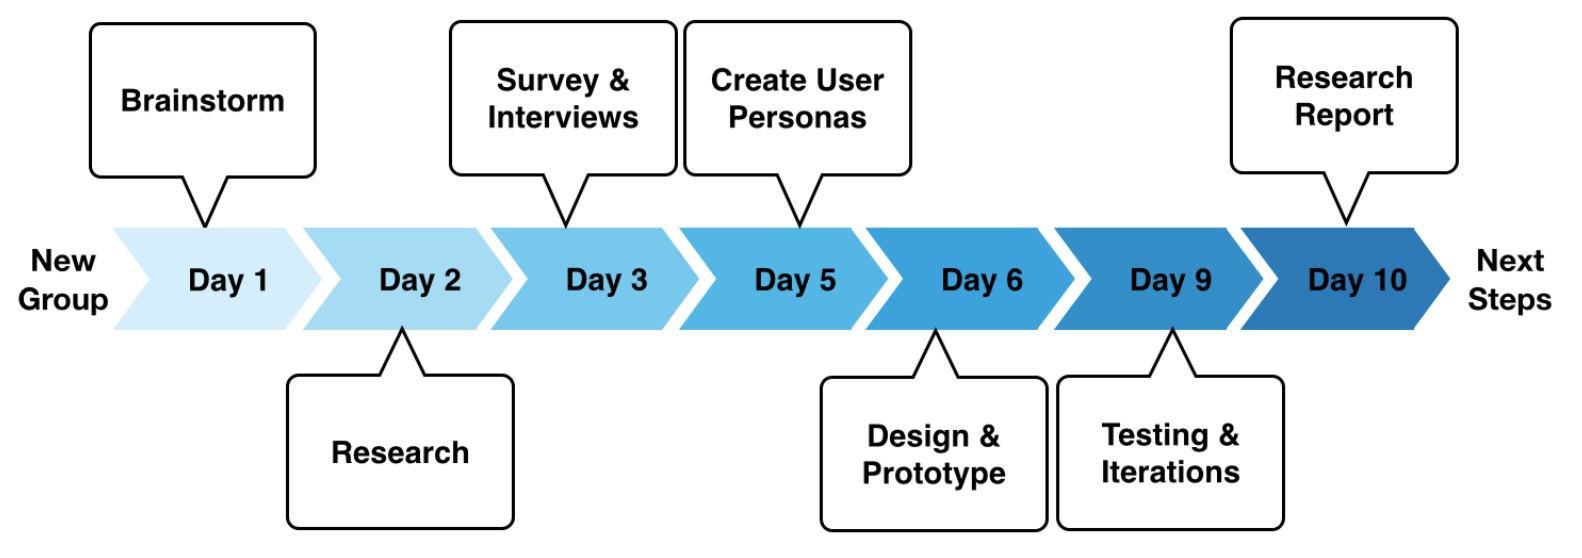 Brainstorm
Survey &
Interviews
Create User
Personas
Research
Report
New
Group
Day 1
Day 2
Day 3
Day 5
Day 6
Day 9
Day 10
Next
Steps
Research
Design &
Prototype
Testing &
Iterations